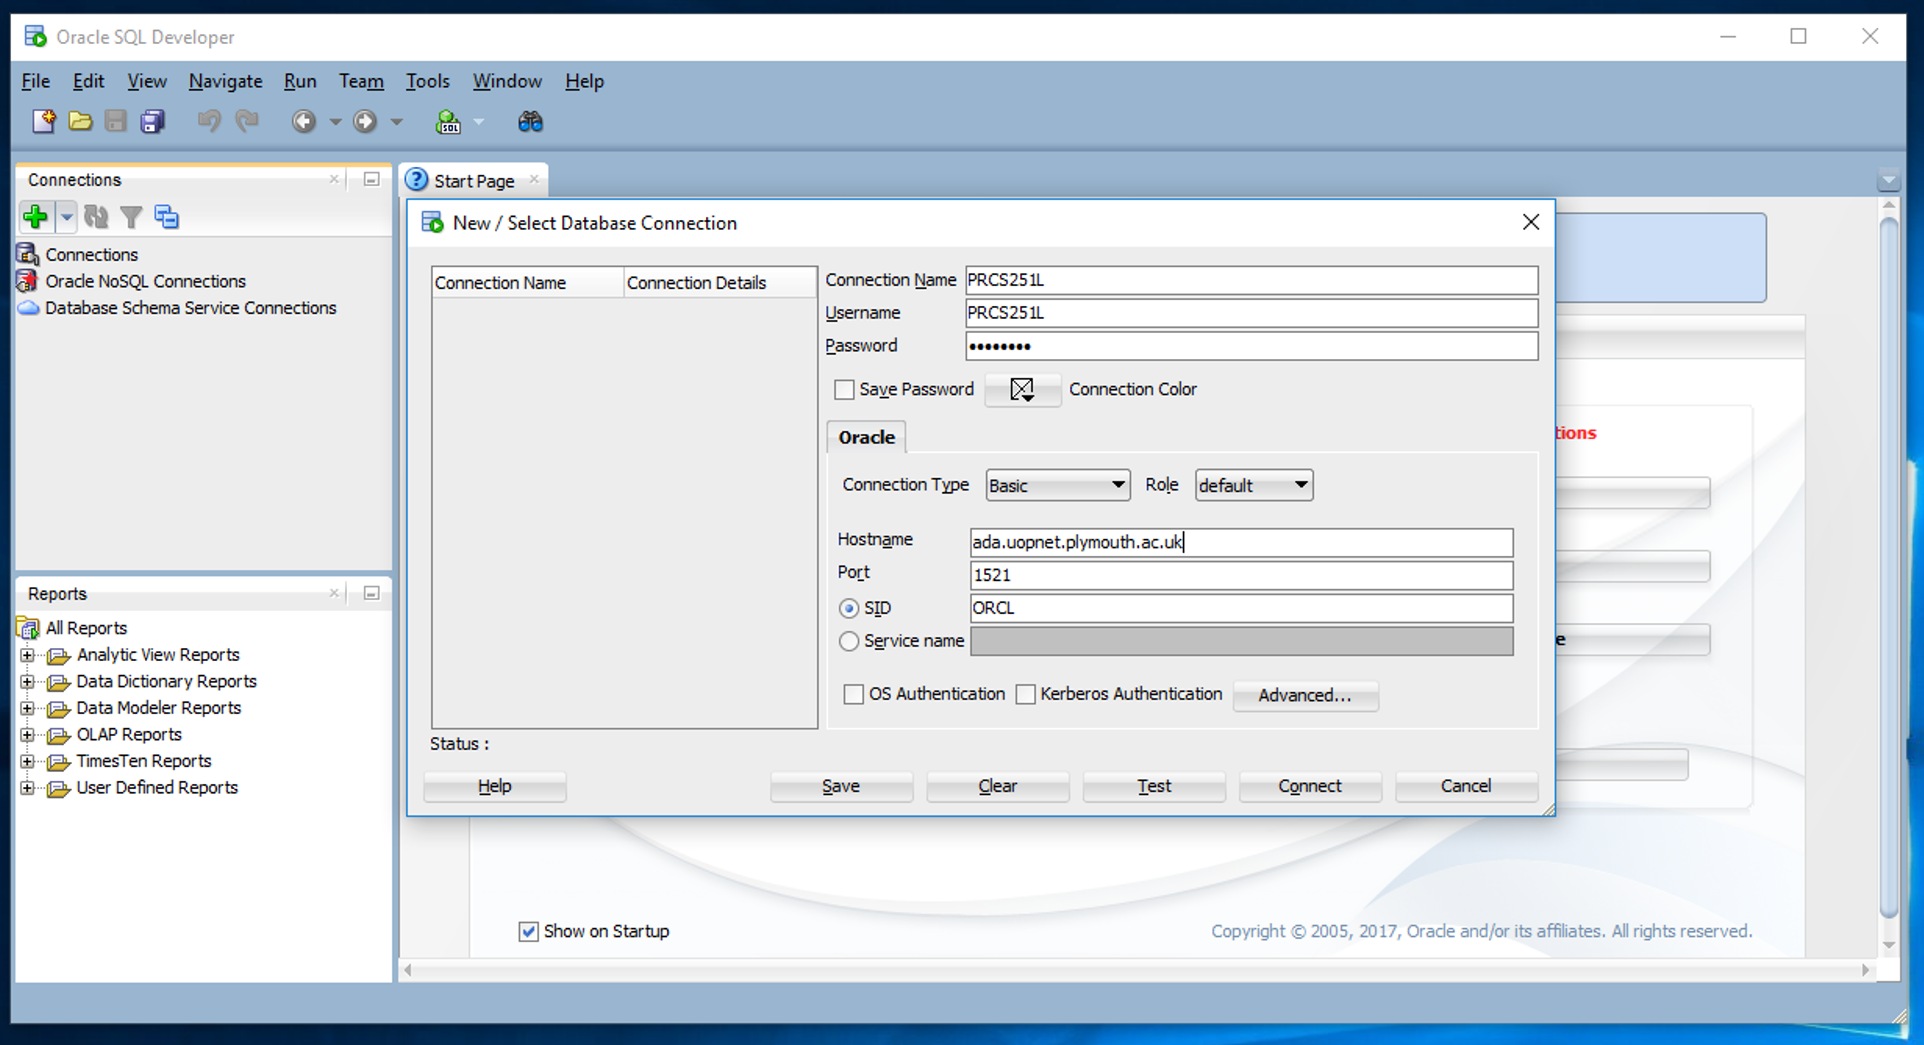 Oracle SQL Developer
File Edit View Navigate Run Team Tools Window Help
SQL
Connections
Start Page
Connections
Oracle NoSQL Connections
Database Schema Service Connections
Reports
All Reports
Analytic View Reports
Data Dictionary Reports
Data Modeler Reports
OLAP Reports
TimesTen Reports
User Defined Reports
New / Select Database Connection
Connection Name Connection Details
Connection Name PRCS251L
Username PRCS251L
Password ••••••••
Save Password Connection Color
Oracle
Connection Type Basic Role default
Hostname ada.uopnet.plymouth.ac.uk
Port 1521
SID ORCL
Service name
OS Authentication Kerberos Authentication Advanced...
Status :
Help Save Clear Test Connect Cancel
tions
e
Show on Startup
Copyright © 2005, 2017, Oracle and/or its affiliates. All rights reserved.